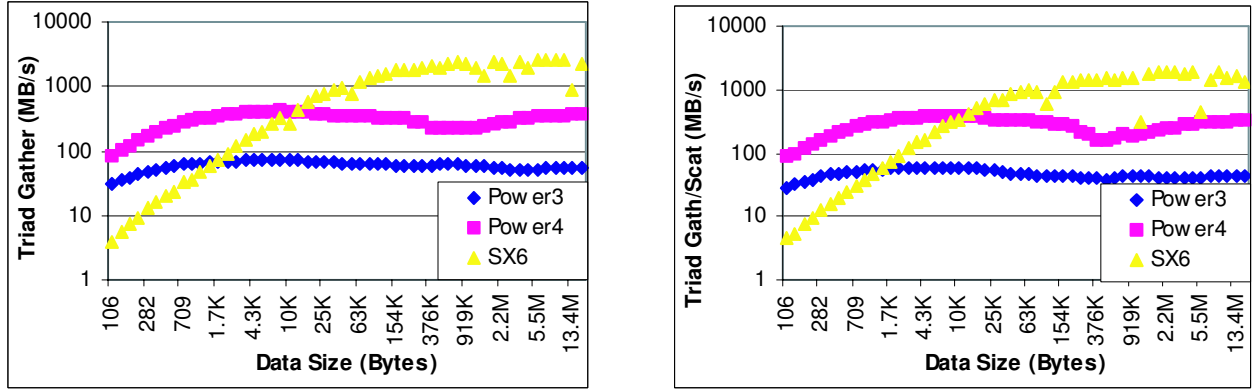 Triad Gather (MB/s)
10000
1000
100
10
1
Power3
Power4
SX6
106
282
709
1.7K
4.3K
10K
25K
63K
154K
376K
919K
2.2M
5.5M
13.4M
Data Size (Bytes)
Triad Gath/Scat (MB/s)
10000
1000
100
10
1
Power3
Power4
SX6
106
282
709
1.7K
4.3K
10K
25K
63K
154K
376K
919K
2.2M
5.5M
13.4M
Data Size (Bytes)